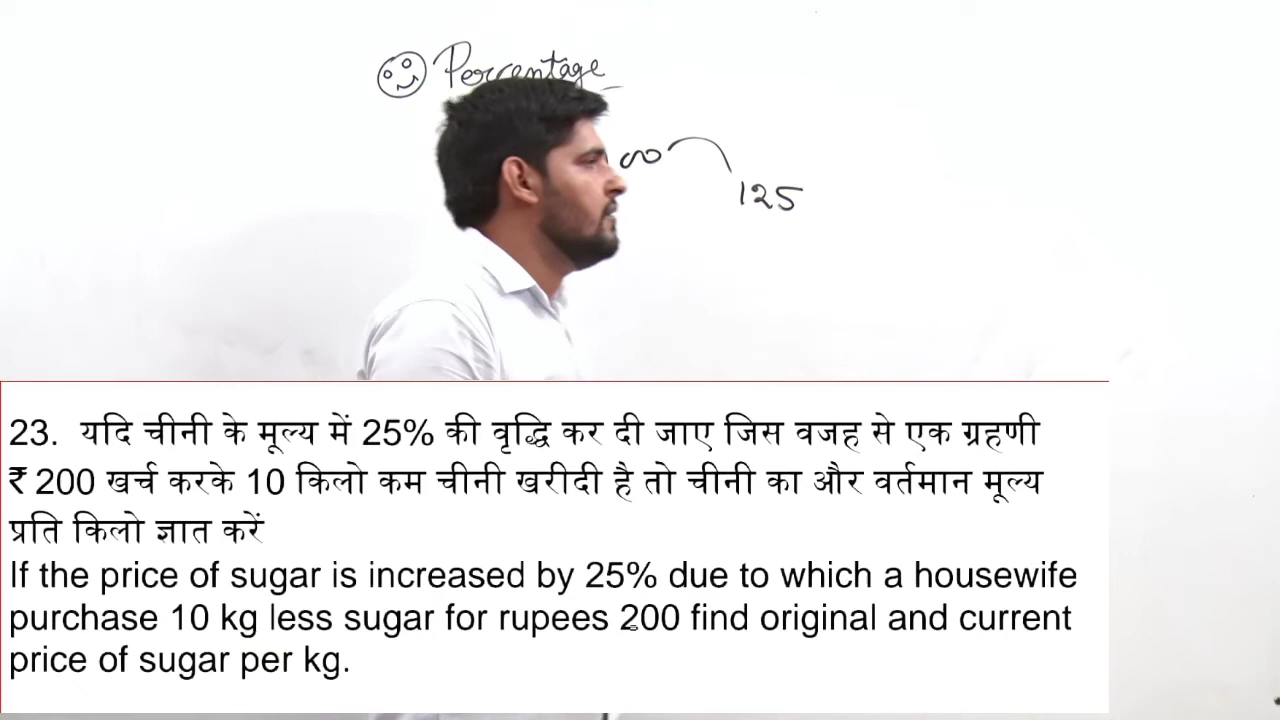 Percentage
125
23. यदि चीनी के मूल्य में 25% की वृद्धि कर दी जाए जिस वजह से एक ग्रहणी
₹ 200 खर्च करके 10 किलो कम चीनी खरीदी है तो चीनी का और वर्तमान मूल्य
प्रति किलो ज्ञात करें
If the price of sugar is increased by 25% due to which a housewife
purchase 10 kg less sugar for rupees 200 find original and current
price of sugar per kg.